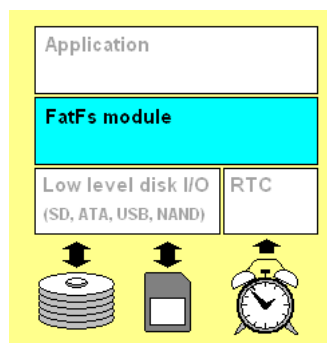 Application
FatFs module
Low level disk I/O
(SD, ATA, USB, NAND)
RTC